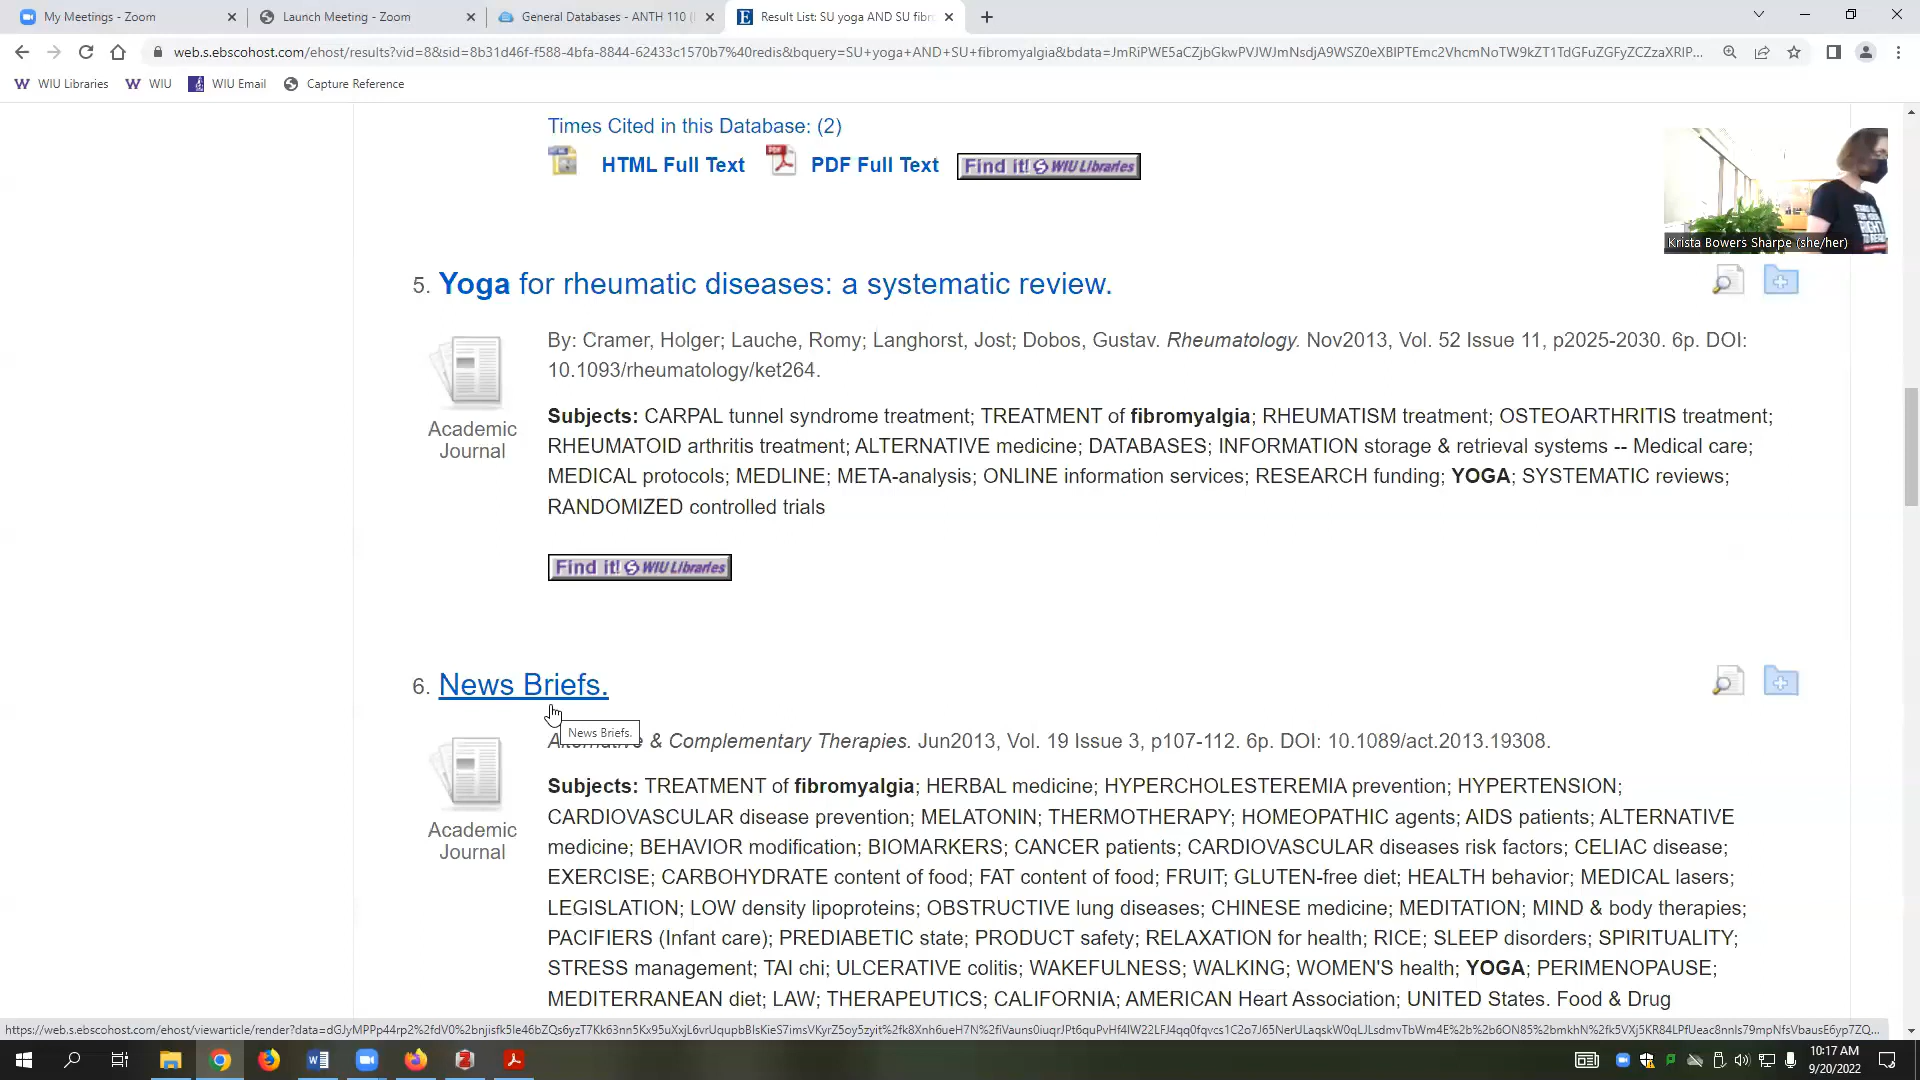 My Meetings - Zoom
Launch Meeting - Zoom
General Databases - ANTH 110 (
Result List: SU yoga AND SU fibr
web.s.ebscohost.com/ehost/results?vid=8&sid=8b31d46f-f588-4bfa-8844-62433c1570b7%40redis&bquery=SU+yoga+AND+SU+fibromyalgia&bdata=JmRiPWE5aCZjbGkwPVJWJmNsdjA9WSZ0eXBlPTEmc2VhcmNoTW9kZT1TdGFuZGFyZCZzaXRlP...
WIU Libraries
WIU
WIU Email
Capture Reference
Times Cited in this Database: (2)
HTML Full Text
PDF Full Text
Find it! WIU Libraries
Krista Bowers Sharpe (she/her)
5. Yoga for rheumatic diseases: a systematic review.
By: Cramer, Holger; Lauche, Romy; Langhorst, Jost; Dobos, Gustav. Rheumatology. Nov2013, Vol. 52 Issue 11, p2025-2030. 6p. DOI:
10.1093/rheumatology/ket264.
Academic
Journal
Subjects: CARPAL tunnel syndrome treatment; TREATMENT of fibromyalgia; RHEUMATISM treatment; OSTEOARTHRITIS treatment;
RHEUMATOID arthritis treatment; ALTERNATIVE medicine; DATABASES; INFORMATION storage & retrieval systems -- Medical care;
MEDICAL protocols; MEDLINE; META-analysis; ONLINE information services; RESEARCH funding; YOGA; SYSTEMATIC reviews;
RANDOMIZED controlled trials
Find it! WIU Libraries
6. News Briefs.
News Briefs.
& Complementary Therapies. Jun2013, Vol. 19 Issue 3, p107-112. 6p. DOI: 10.1089/act.2013.19308.
Academic
Journal
Subjects: TREATMENT of fibromyalgia; HERBAL medicine; HYPERCHOLESTEREMIA prevention; HYPERTENSION;
CARDIOVASCULAR disease prevention; MELATONIN; THERMOTHERAPY; HOMEOPATHIC agents; AIDS patients; ALTERNATIVE
medicine; BEHAVIOR modification; BIOMARKERS; CANCER patients; CARDIOVASCULAR diseases risk factors; CELIAC disease;
EXERCISE; CARBOHYDRATE content of food; FAT content of food; FRUIT; GLUTEN-free diet; HEALTH behavior; MEDICAL lasers;
LEGISLATION; LOW density lipoproteins; OBSTRUCTIVE lung diseases; CHINESE medicine; MEDITATION; MIND & body therapies;
PACIFIERS (Infant care); PREDIABETIC state; PRODUCT safety; RELAXATION for health; RICE; SLEEP disorders; SPIRITUALITY;
STRESS management; TAI chi; ULCERATIVE colitis; WAKEFULNESS; WALKING; WOMEN'S health; YOGA; PERIMENOPAUSE;
MEDITERRANEAN diet; LAW; THERAPEUTICS; CALIFORNIA; AMERICAN Heart Association; UNITED States. Food & Drug
10:17 AM
9/20/2022